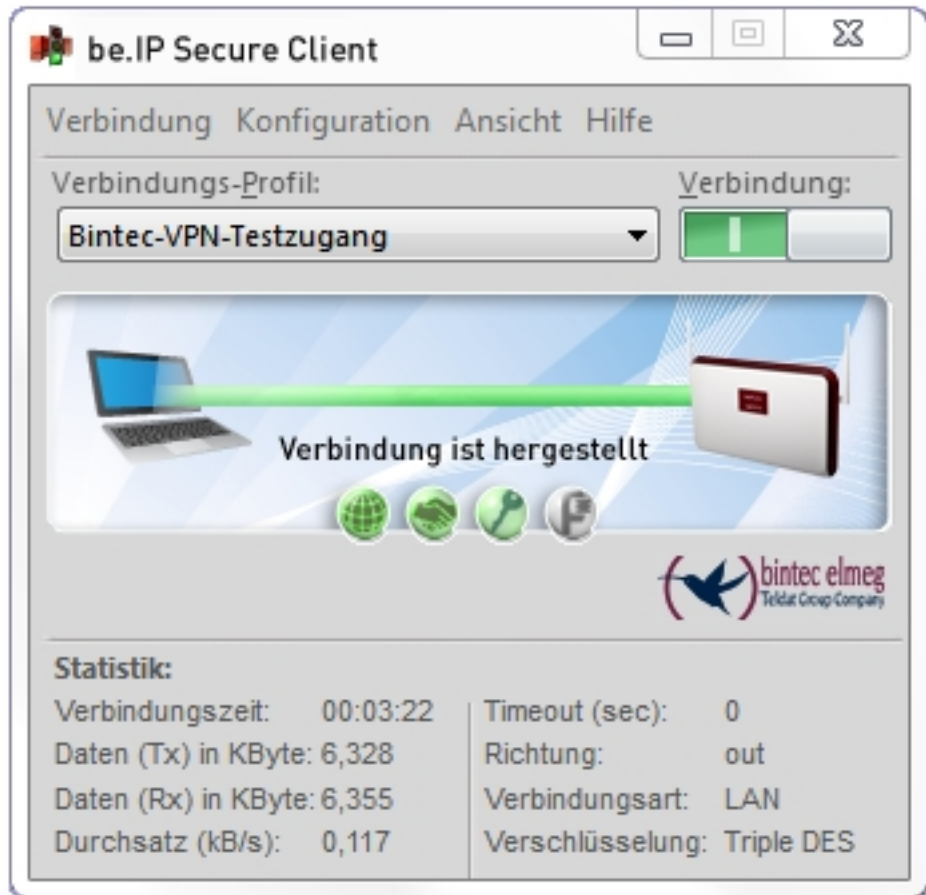 be.IP Secure Client
Verbindung Konfiguration Ansicht Hilfe
Verbindungs-Profil: Verbindung:
Bintec-VPN-Testzugang
Verbindung ist hergestellt
bintec elmeg
Teldat Group Company
Statistik:
Verbindungszeit: 00:03:22 Timeout (sec): 0
Daten (Tx) in KByte: 6,328 Richtung: out
Daten (Rx) in KByte: 6,355 Verbindungsart: LAN
Durchsatz (kB/s): 0,117 Verschlüsselung: Triple DES